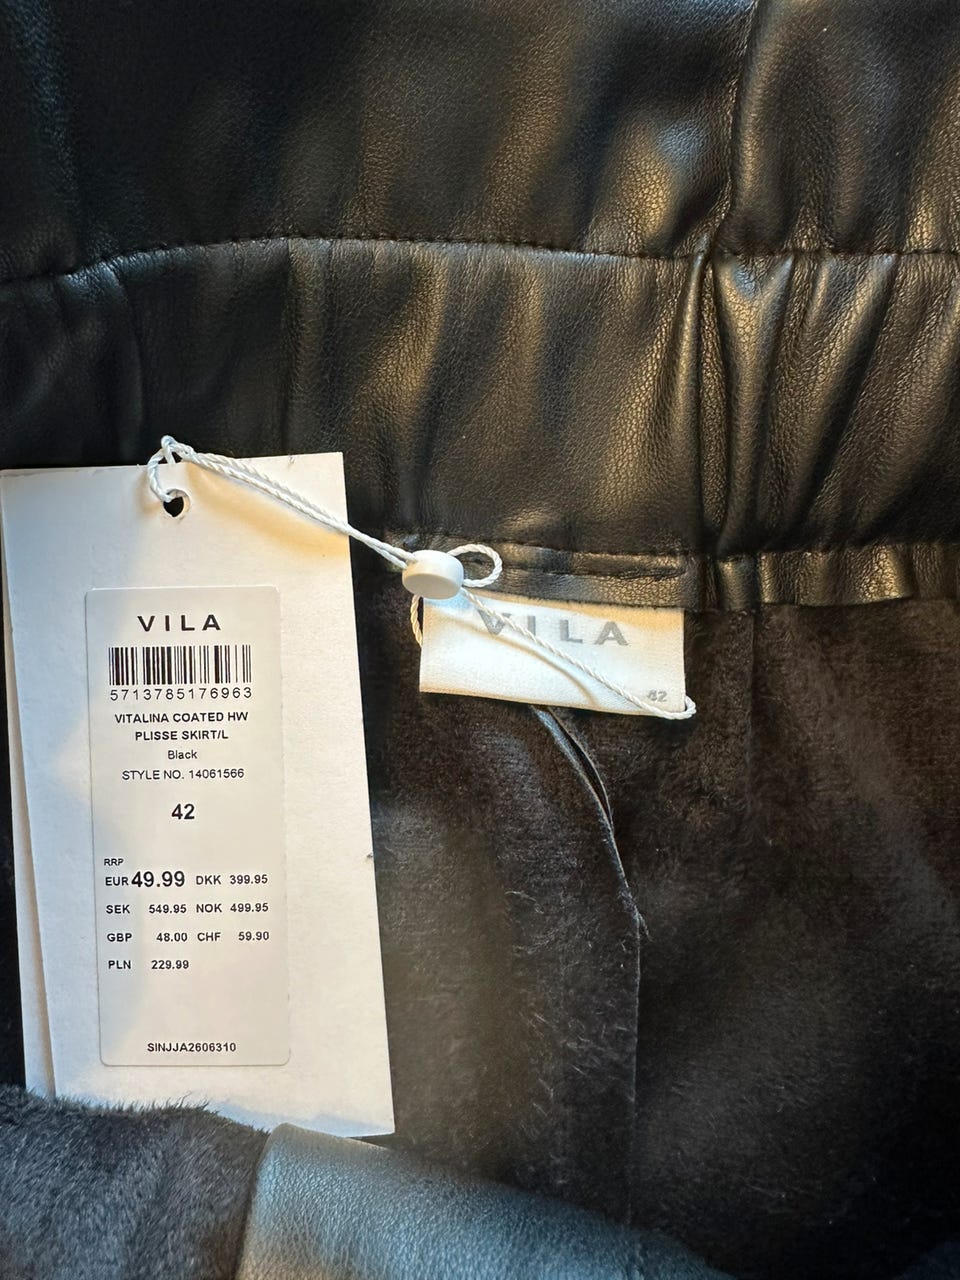 VILA
5713785176963
VITALINA COATED HW
PLISSE SKIRT/L
Black
STYLE NO. 14061566
42
RRP
EUR 49.99 DKK 399.95
SEK 549.95 NOK 499.95
GBP 48.00 CHF 59.90
PLN 229.99
SINJJA2606310
VILA
42